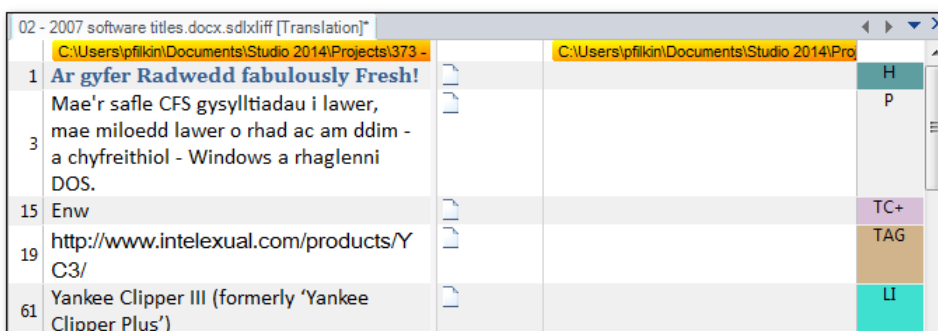 02 - 2007 software titles.docx.sdlxliff [Translation]*
C:\Users\pfilkin\Documents\Studio 2014\Projects\373 - C:\Users\pfilkin\Documents\Studio 2014\Proj
1 Ar gyfer Radwedd fabulously Fresh! H
Mae'r safle CFS gysylltiadau i lawer, P
mae miloedd lawer o rhad ac am ddim -
3 a chyfreithiol - Windows a rhaglenni
DOS.
15 Enw TC+
http://www.intelexual.com/products/Y TAG
19 C3/
Yankee Clipper III (formerly ‘Yankee LI
61 Clipper Plus’)